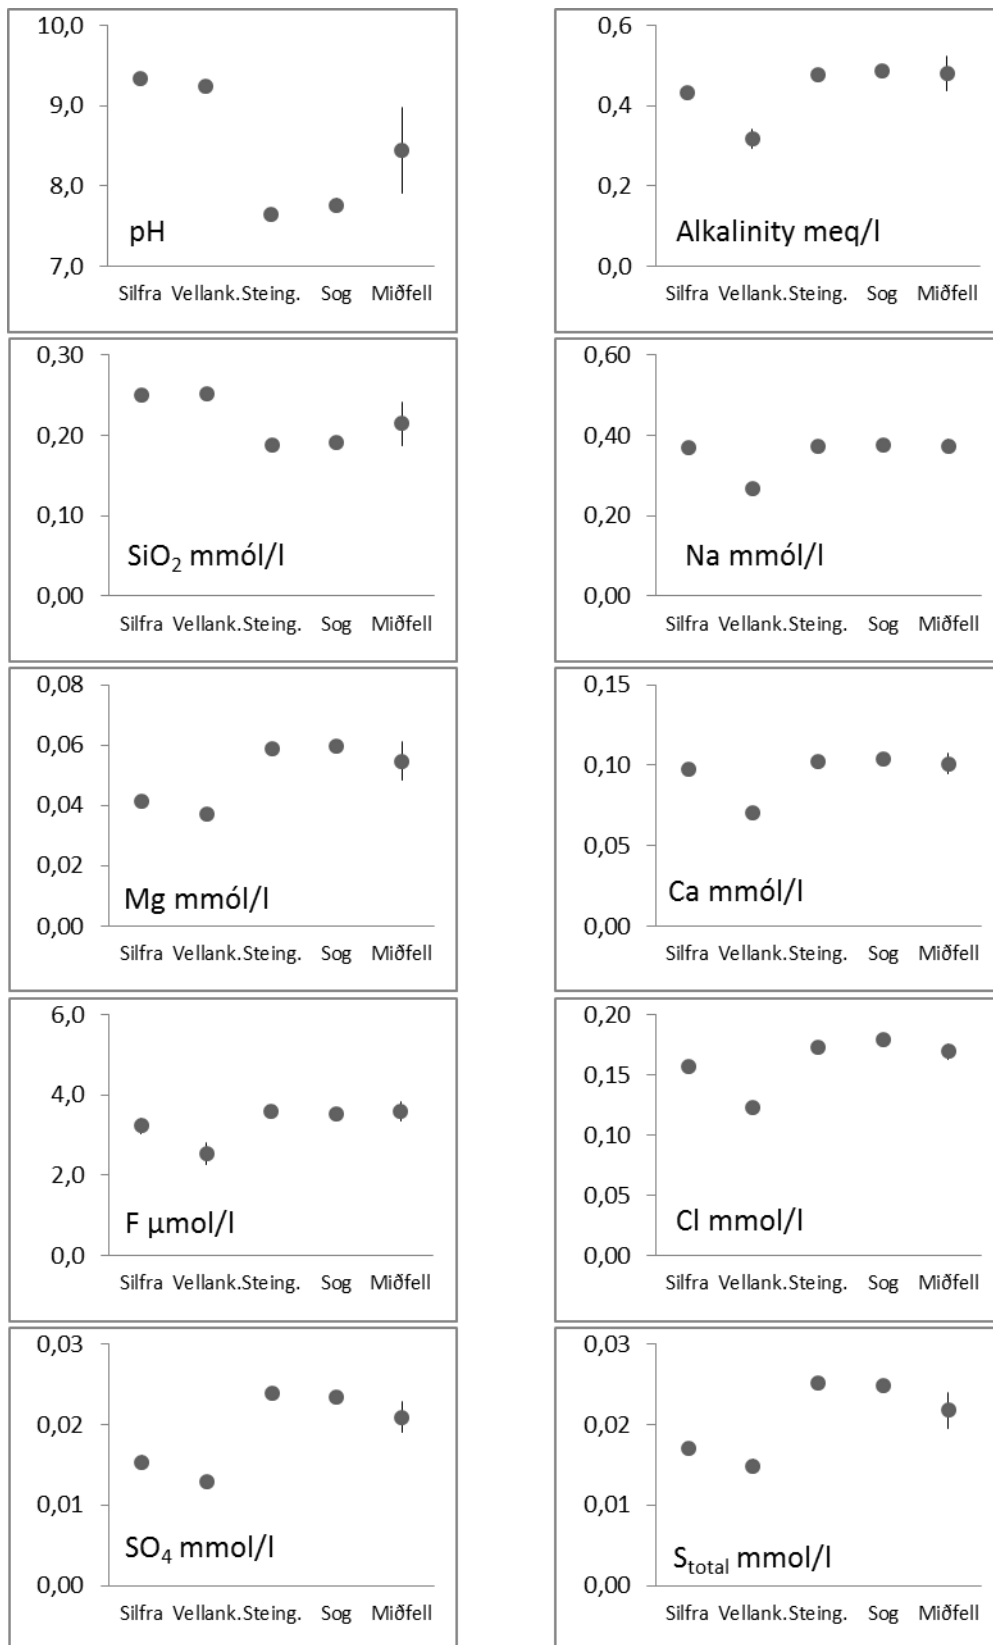 10,0
9,0
8,0
7,0
pH
Silfra Vellank. Steing. Sog Miðfell
0,6
0,4
0,2
0,0
Alkalinity meq/l
Silfra Vellank. Steing. Sog Miðfell
0,30
0,20
0,10
0,00
SiO₂ mmól/l
Silfra Vellank. Steing. Sog Miðfell
0,60
0,40
0,20
0,00
Na mmól/l
Silfra Vellank. Steing. Sog Miðfell
0,08
0,06
0,04
0,02
0,00
Mg mmól/l
Silfra Vellank. Steing. Sog Miðfell
0,15
0,10
0,05
0,00
Ca mmól/l
Silfra Vellank. Steing. Sog Miðfell
6,0
4,0
2,0
0,0
F µmol/l
Silfra Vellank. Steing. Sog Miðfell
0,20
0,15
0,10
0,05
0,00
Cl mmol/l
Silfra Vellank. Steing. Sog Miðfell
0,03
0,02
0,01
0,00
SO₄ mmol/l
Silfra Vellank. Steing. Sog Miðfell
0,03
0,02
0,01
0,00
S_total mmol/l
Silfra Vellank. Steing. Sog Miðfell